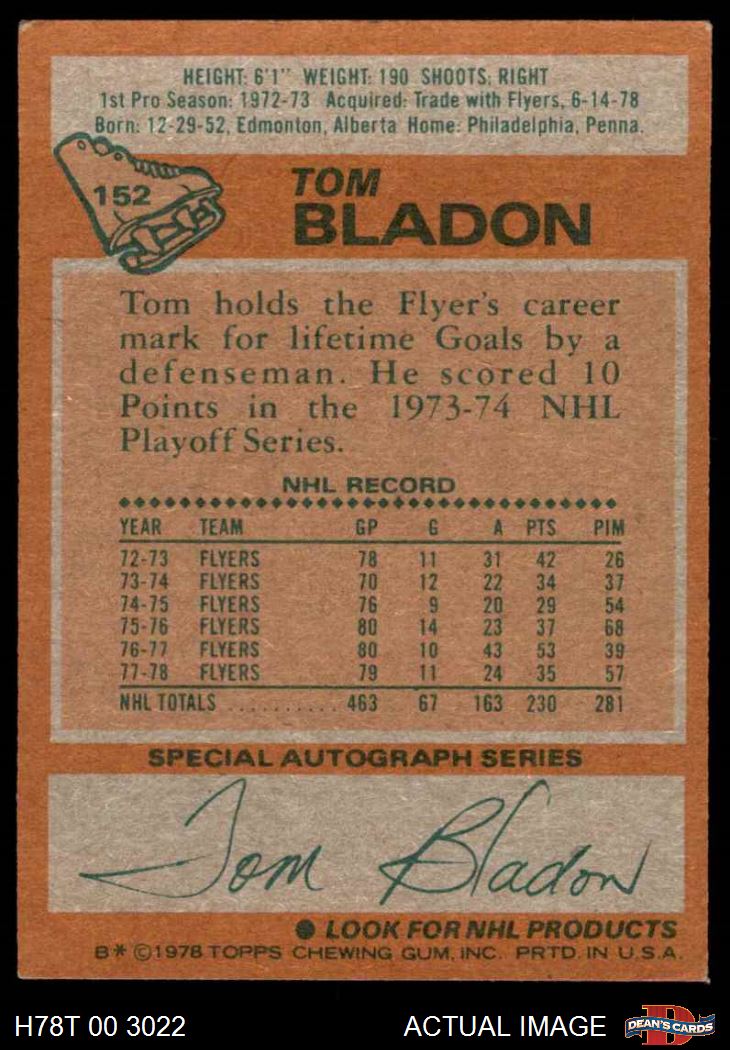 HEIGHT: 6'1" WEIGHT: 190 SHOOTS: RIGHT
1st Pro Season: 1972-73 Acquired: Trade with Flyers, 6-14-78
Born: 12-29-52, Edmonton, Alberta Home: Philadelphia, Penna.
152
TOM
BLADON
Tom holds the Flyer's career
mark for lifetime Goals by a
defenseman. He scored 10
Points in the 1973-74 NHL
Playoff Series.
NHL RECORD
YEAR TEAM GP G A PTS PIM
72-73 FLYERS 78 11 31 42 26
73-74 FLYERS 70 12 22 34 37
74-75 FLYERS 76 9 20 29 54
75-76 FLYERS 80 14 23 37 68
76-77 FLYERS 80 10 43 53 39
77-78 FLYERS 79 11 24 35 57
NHL TOTALS .......... 463 67 163 230 281
SPECIAL AUTOGRAPH SERIES
Tom Bladon
● LOOK FOR NHL PRODUCTS
B* ©1978 TOPPS CHEWING GUM, INC. PRTD. IN U.S.A.
H78T 00 3022 ACTUAL IMAGE D DEAN'S CARDS